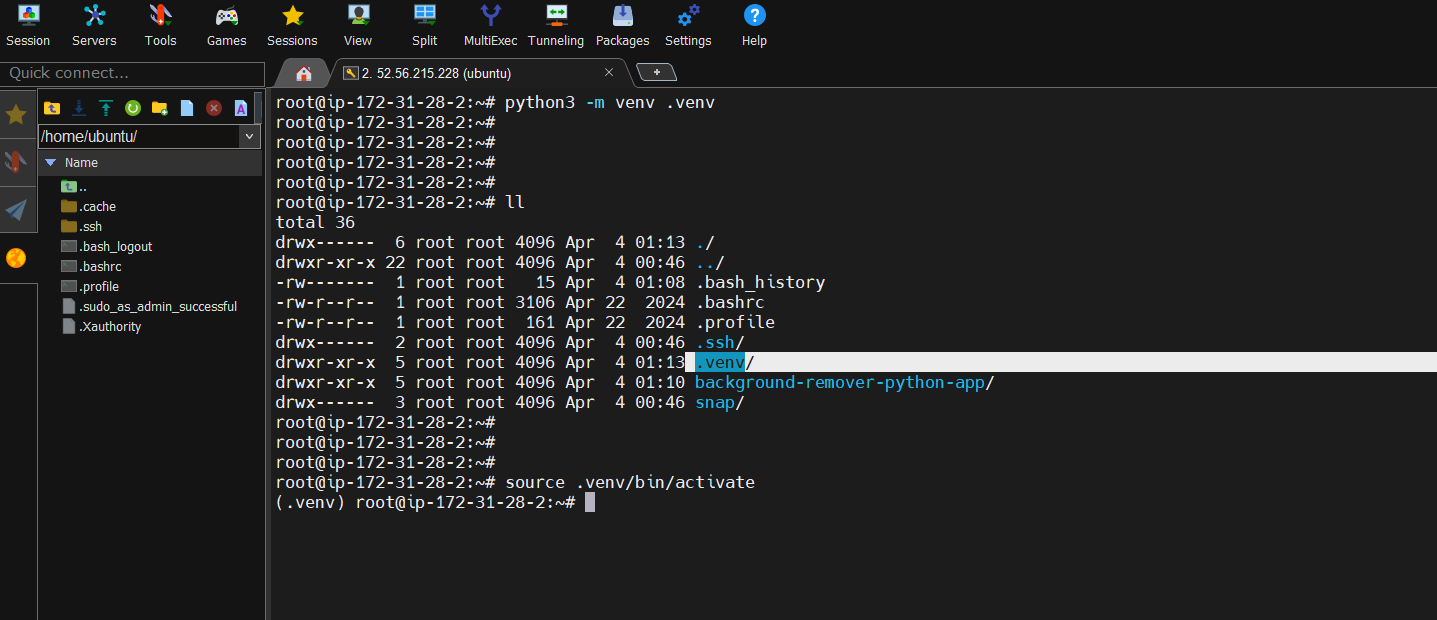 Session Servers Tools Games Sessions View Split MultiExec Tunneling Packages Settings Help
Quick connect...
2. 52.56.215.228 (ubuntu)
/home/ubuntu/
Name
..
.cache
.ssh
.bash_logout
.bashrc
.profile
.sudo_as_admin_successful
.Xauthority
root@ip-172-31-28-2:~# python3 -m venv .venv
root@ip-172-31-28-2:~#
root@ip-172-31-28-2:~#
root@ip-172-31-28-2:~#
root@ip-172-31-28-2:~#
root@ip-172-31-28-2:~# ll
total 36
drwx------  6 root root 4096 Apr  4 01:13 ./
drwxr-xr-x 22 root root 4096 Apr  4 00:46 ../
-rw-------  1 root root   15 Apr  4 01:08 .bash_history
-rw-r--r--  1 root root 3106 Apr 22  2024 .bashrc
-rw-r--r--  1 root root  161 Apr 22  2024 .profile
drwx------  2 root root 4096 Apr  4 00:46 .ssh/
drwxr-xr-x  5 root root 4096 Apr  4 01:13 .venv/
drwxr-xr-x  5 root root 4096 Apr  4 01:10 background-remover-python-app/
drwx------  3 root root 4096 Apr  4 00:46 snap/
root@ip-172-31-28-2:~#
root@ip-172-31-28-2:~#
root@ip-172-31-28-2:~#
root@ip-172-31-28-2:~# source .venv/bin/activate
(.venv) root@ip-172-31-28-2:~#